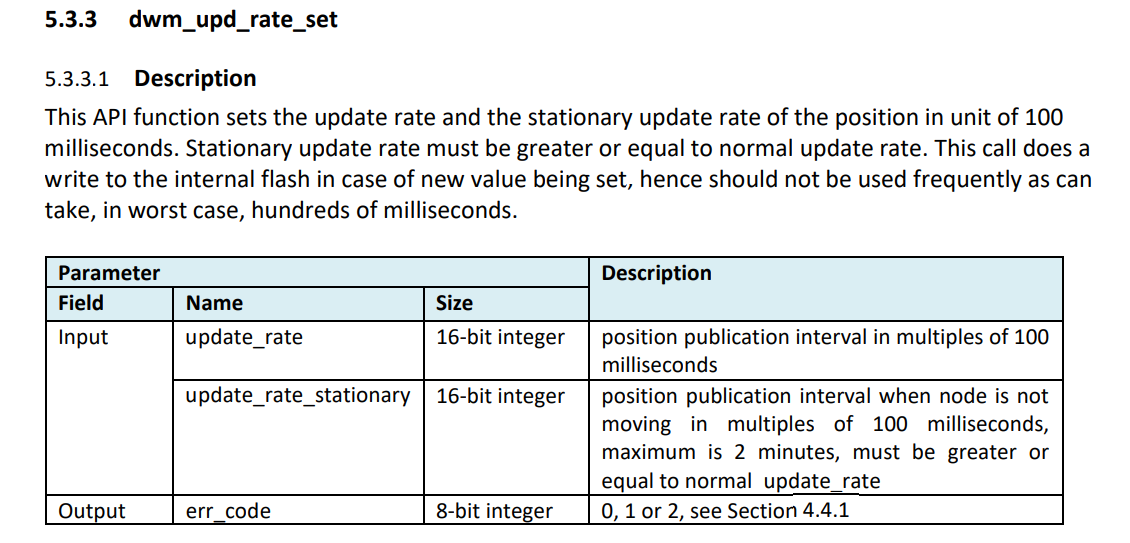 5.3.3 dwm_upd_rate_set
5.3.3.1 Description
This API function sets the update rate and the stationary update rate of the position in unit of 100
milliseconds. Stationary update rate must be greater or equal to normal update rate. This call does a
write to the internal flash in case of new value being set, hence should not be used frequently as can
take, in worst case, hundreds of milliseconds.
Parameter Description
Field Name Size
Input update_rate 16-bit integer position publication interval in multiples of 100
milliseconds
update_rate_stationary 16-bit integer position publication interval when node is not
moving in multiples of 100 milliseconds,
maximum is 2 minutes, must be greater or
equal to normal update_rate
Output err_code 8-bit integer 0, 1 or 2, see Section 4.4.1